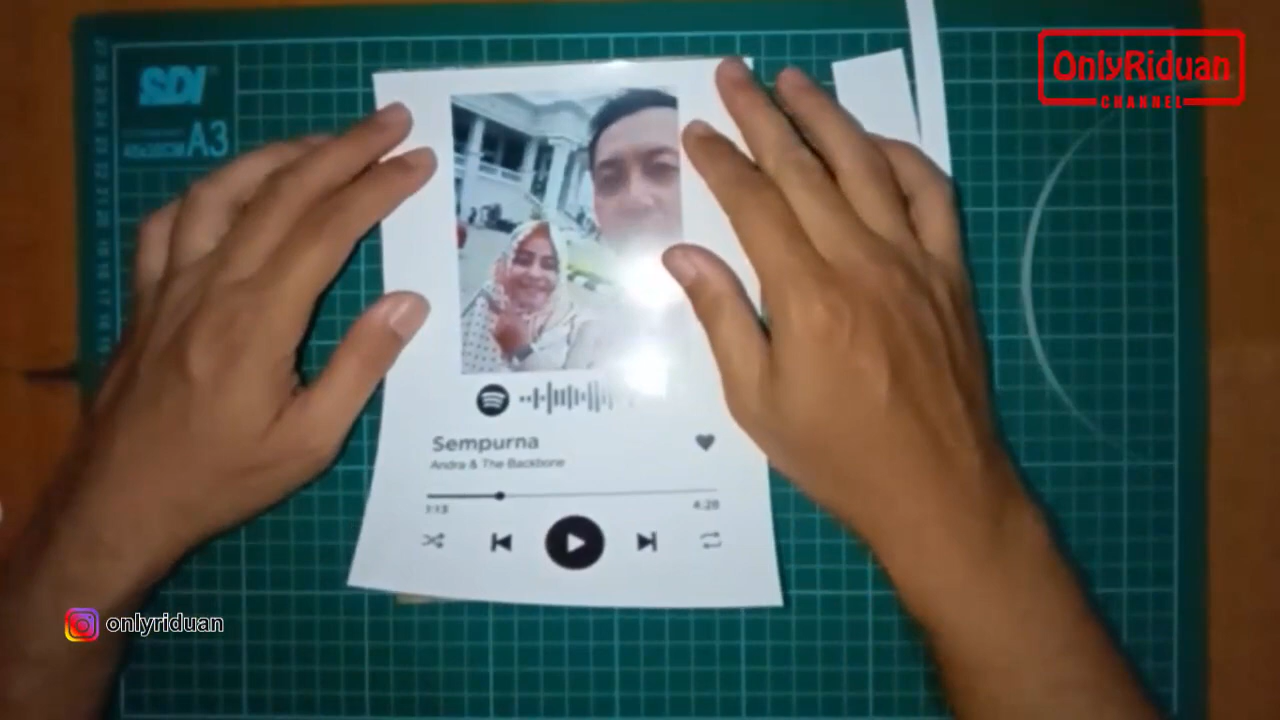 OnlyRiduan
CHANNEL
SDI
A3
Sempurna
Andra & The Backbone
1:13
4:28
onlyriduan